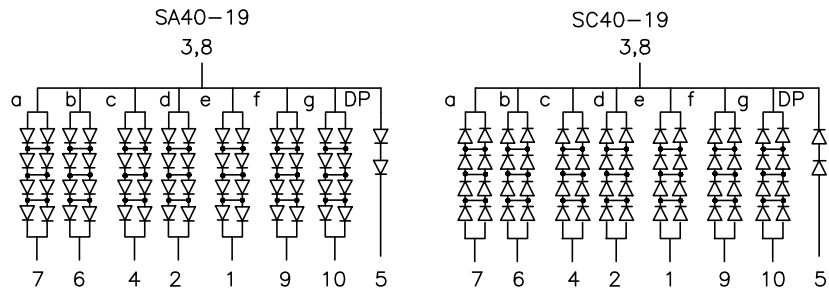 SA40-19 SC40-19
3,8 3,8
a b c d e f g DP a b c d e f g DP
7 6 4 2 1 9 10 5 7 6 4 2 1 9 10 5